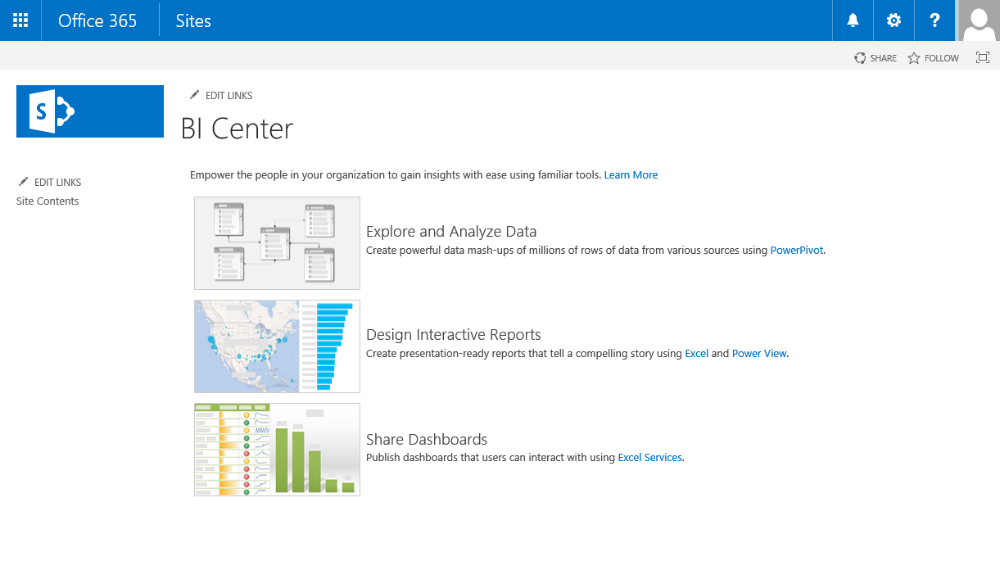 Office 365
Sites
?
SHARE
FOLLOW
S
EDIT LINKS
BI Center
EDIT LINKS
Site Contents
Empower the people in your organization to gain insights with ease using familiar tools. Learn More
Explore and Analyze Data
Create powerful data mash-ups of millions of rows of data from various sources using PowerPivot.
Design Interactive Reports
Create presentation-ready reports that tell a compelling story using Excel and Power View.
Share Dashboards
Publish dashboards that users can interact with using Excel Services.